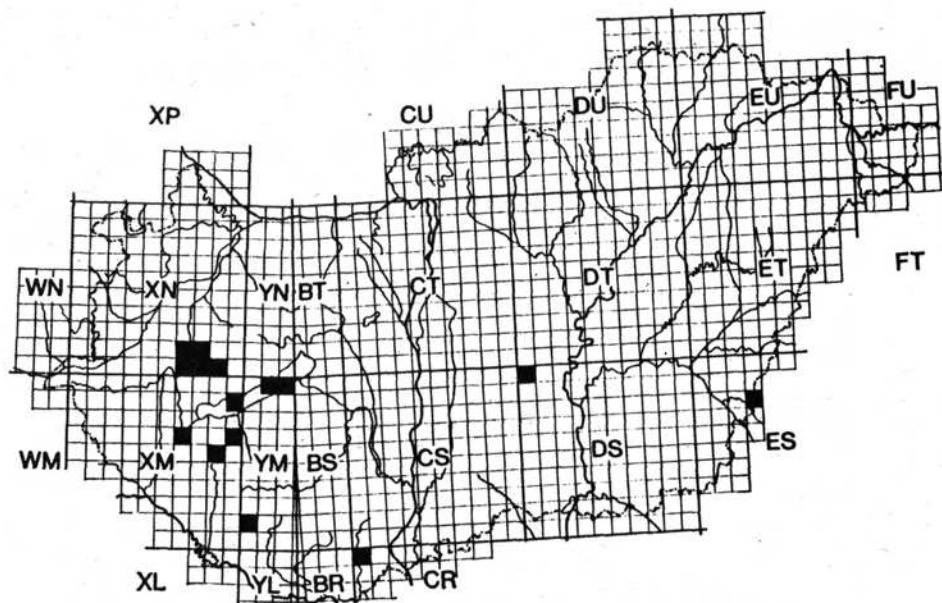 XP
CU
DU
EU
FU
WN
XN
YN BT
CT
DT
ET
FT
WM
XM
YM
BS
CS
DS
ES
XL
YL
BR
CR